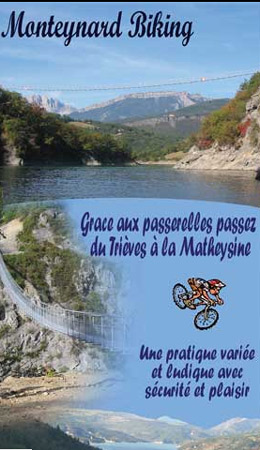 Monteynard Biking
Grace aux passerelles passez
du Trièves à la Matheysine
Une pratique variée
et ludique avec
sécurité et plaisir